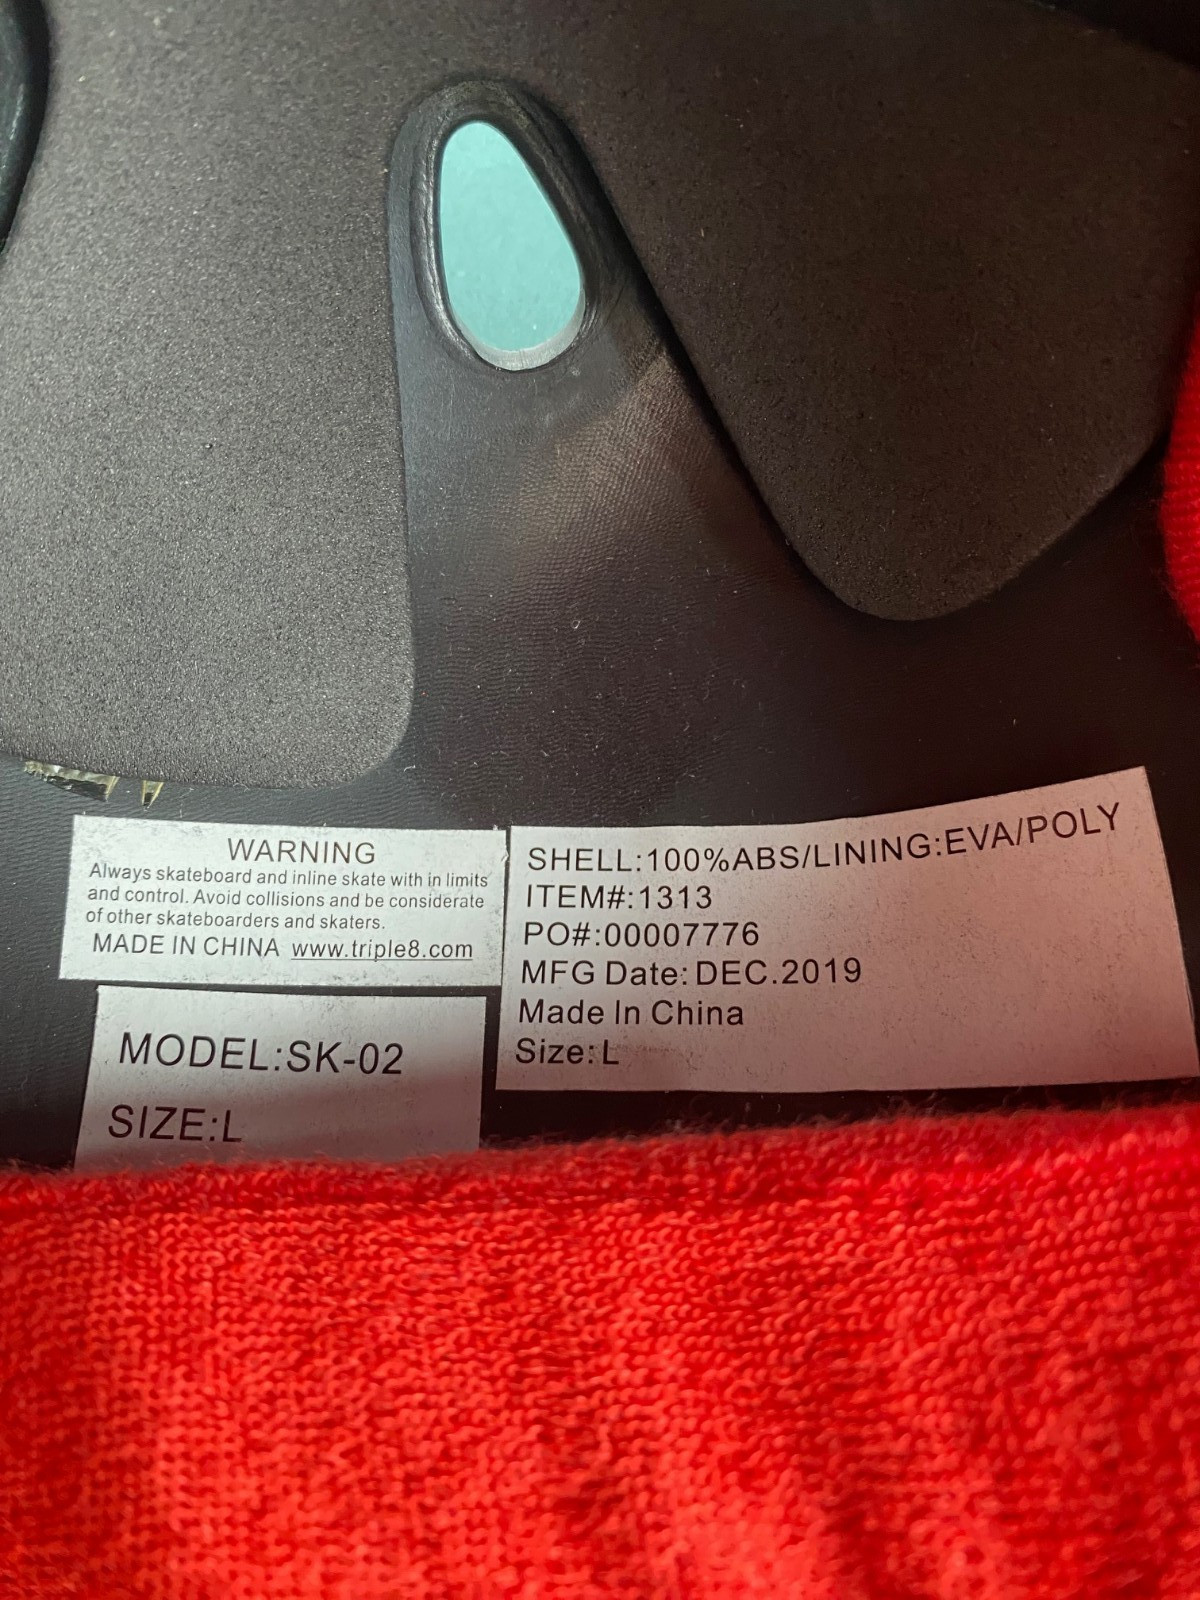 WARNING
Always skateboard and inline skate with in limits
and control. Avoid collisions and be considerate
of other skateboarders and skaters.
MADE IN CHINA www.triple8.com
MODEL:SK-02
SIZE:L
SHELL:100%ABS/LINING:EVA/POLY
ITEM#:1313
PO#:00007776
MFG Date: DEC.2019
Made In China
Size: L